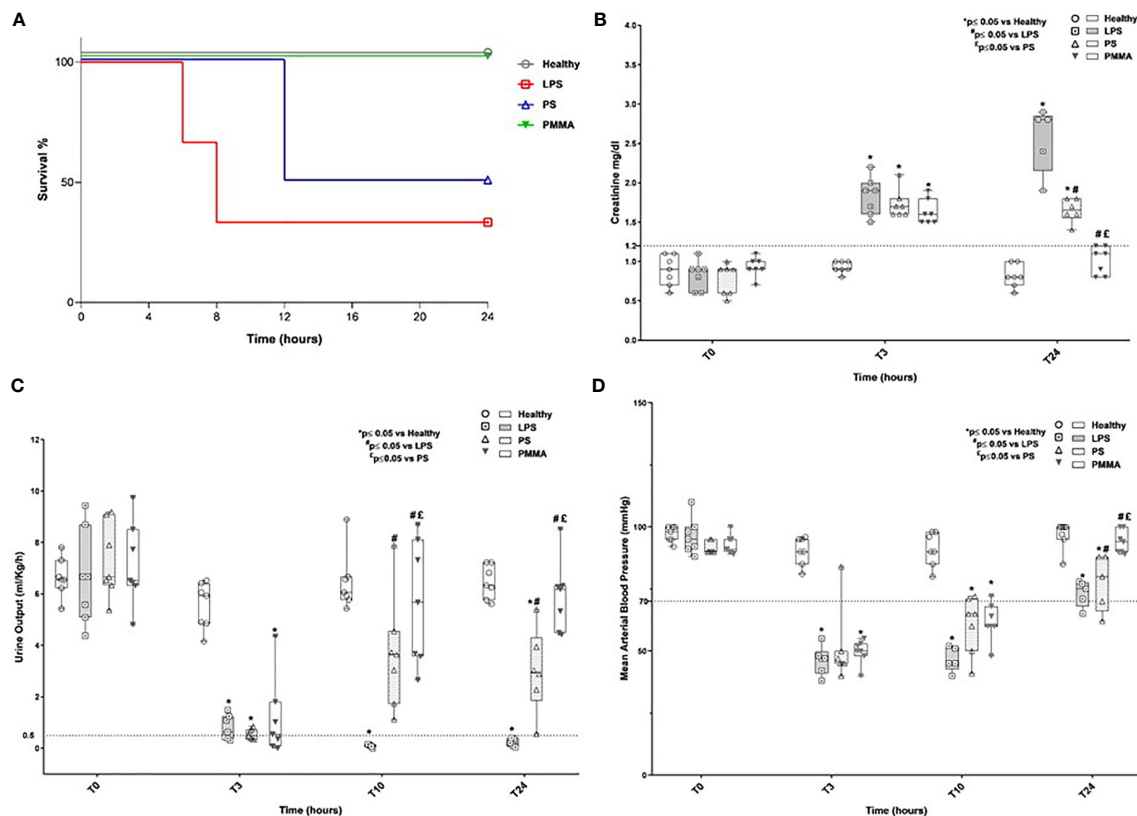 A
Survival %
100
50
0
0 4 8 12 16 20 24
Time (hours)
Healthy
LPS
PS
PMMA
B
*p≤ 0.05 vs Healthy
#p≤ 0.05 vs LPS
£p≤0.05 vs PS
Healthy
LPS
PS
PMMA
Creatinine mg/dl
4.0
3.5
3.0
2.5
2.0
1.5
1.2
1.0
0.5
0.0
*
*
*
*
* #
# £
T0 T3 T24
Time (hours)
C
*p≤ 0.05 vs Healthy
#p≤ 0.05 vs LPS
£p≤0.05 vs PS
Healthy
LPS
PS
PMMA
Urine Output (ml/Kg/h)
12
10
8
6
4
2
0.5
0
*
*
*
*
#
# £
*
* #
# £
T0 T3 T10 T24
Time (hours)
D
*p≤ 0.05 vs Healthy
#p≤ 0.05 vs LPS
£p≤0.05 vs PS
Healthy
LPS
PS
PMMA
Mean Arterial Blood Pressure (mmHg)
150
100
70
50
0
*
*
*
*
*
*
* #
# £
T0 T3 T10 T24
Time (hours)